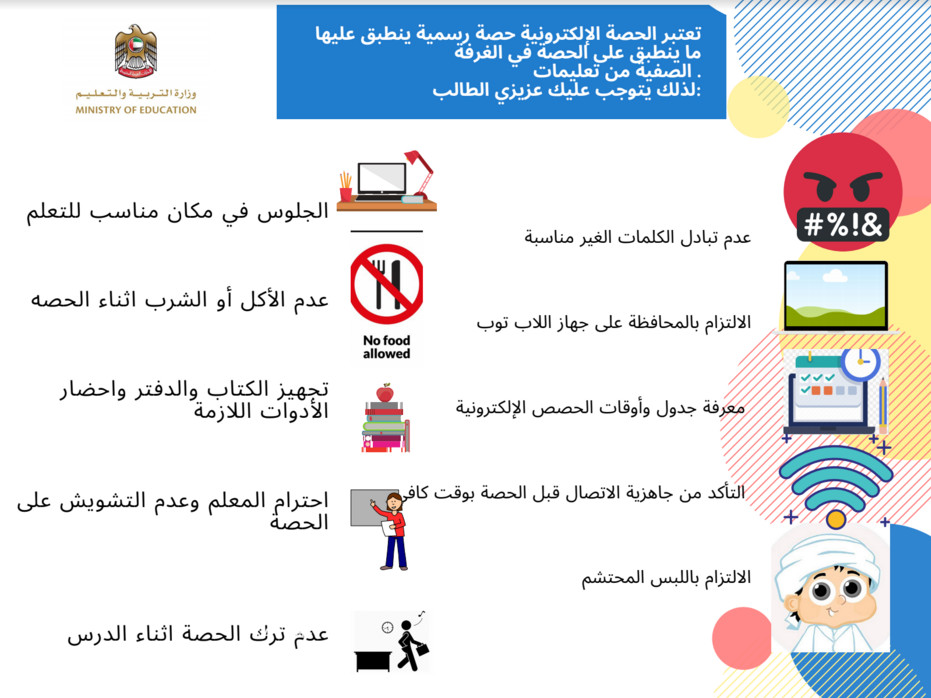 وزارة التربية والتعليم
MINISTRY OF EDUCATION
تعتبر الحصة الإلكترونية حصة رسمية ينطبق عليها
ما ينطبق على الحصة في الغرفة
. الصفية من تعليمات
:لذلك يتوجب عليك عزيزي الطالب
#%!&
عدم تبادل الكلمات الغير مناسبة
الالتزام بالمحافظة على جهاز اللاب توب
معرفة جدول وأوقات الحصص الإلكترونية
التأكد من جاهزية الاتصال قبل الحصة بوقت كافي
الالتزام باللبس المحتشم
الجلوس في مكان مناسب للتعلم
عدم الأكل أو الشرب اثناء الحصه
No food
allowed
تجهيز الكتاب والدفتر واحضار
الأدوات اللازمة
احترام المعلم وعدم التشويش على
الحصة
عدم ترك الحصة اثناء الدرس